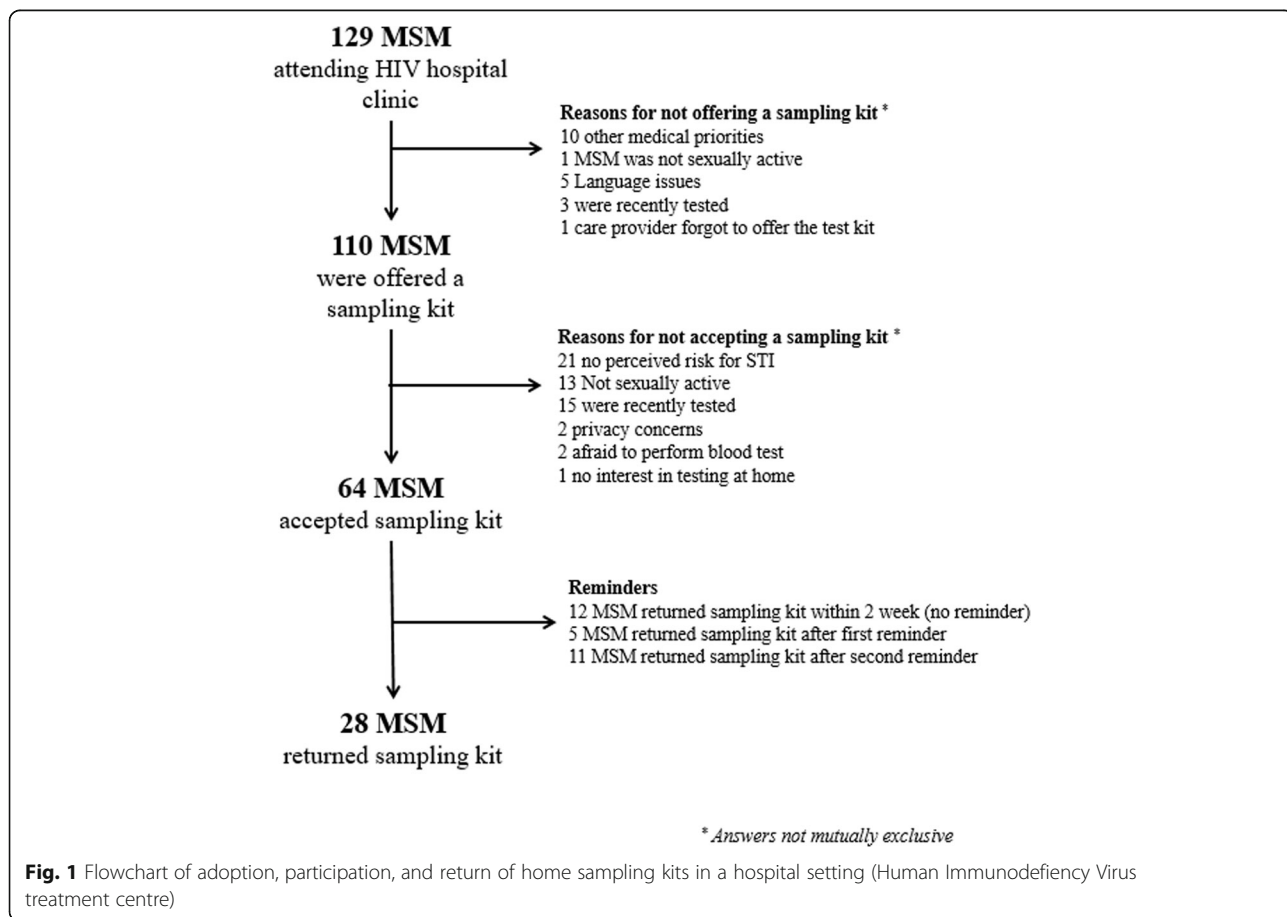 129 MSM
attending HIV hospital
clinic
Reasons for not offering a sampling kit *
10 other medical priorities
1 MSM was not sexually active
5 Language issues
3 were recently tested
1 care provider forgot to offer the test kit
110 MSM
were offered a
sampling kit
Reasons for not accepting a sampling kit *
21 no perceived risk for STI
13 Not sexually active
15 were recently tested
2 privacy concerns
2 afraid to perform blood test
1 no interest in testing at home
64 MSM
accepted sampling kit
Reminders
12 MSM returned sampling kit within 2 week (no reminder)
5 MSM returned sampling kit after first reminder
11 MSM returned sampling kit after second reminder
28 MSM
returned sampling kit
* Answers not mutually exclusive
Fig. 1 Flowchart of adoption, participation, and return of home sampling kits in a hospital setting (Human Immunodefiency Virus
treatment centre)